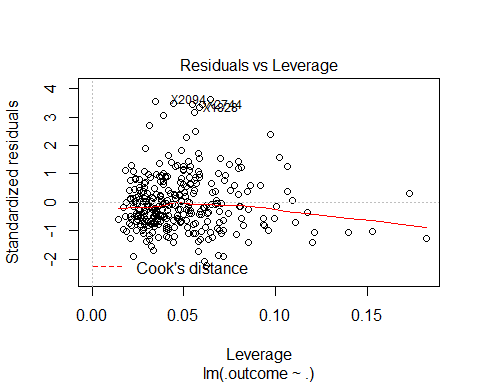 Residuals vs Leverage
Standardized residuals
4
3
2
1
0
-1
-2
X2094
Cook's distance
0.00
0.05
0.10
0.15
Leverage
lm(.outcome ~ .)